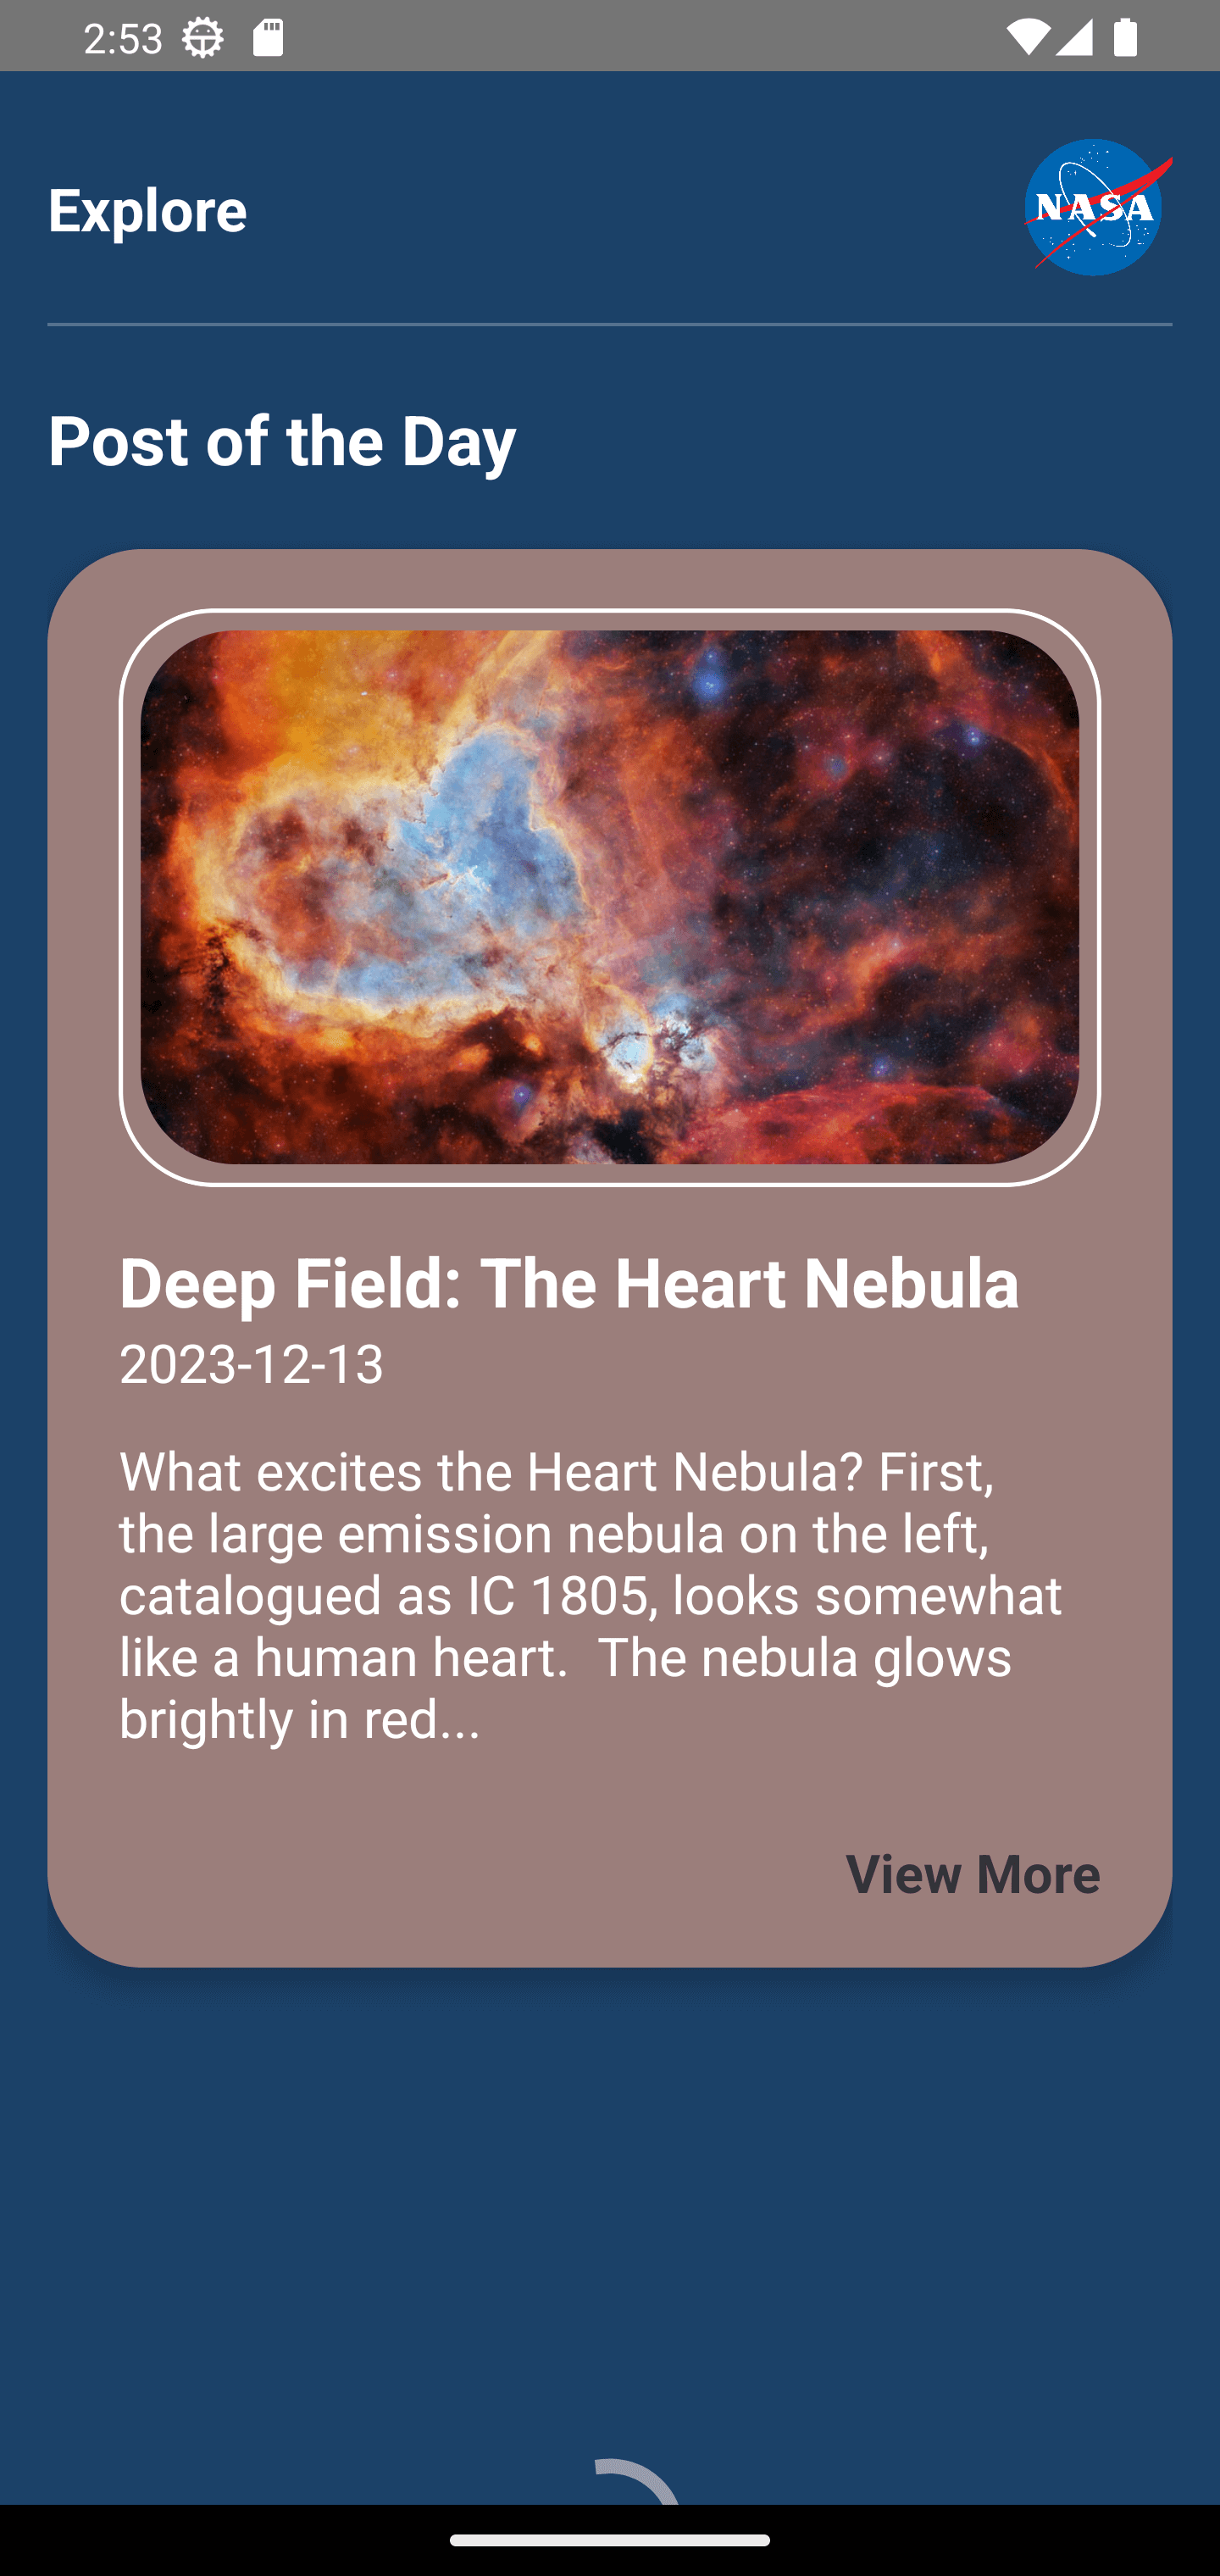 2:53
Explore
NASA
Post of the Day
Deep Field: The Heart Nebula
2023-12-13
What excites the Heart Nebula? First,
the large emission nebula on the left,
catalogued as IC 1805, looks somewhat
like a human heart.  The nebula glows
brightly in red...
View More